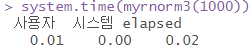 > system.time(myrnorm3(1000))
사용자  시스템 elapsed
0.01    0.00    0.02